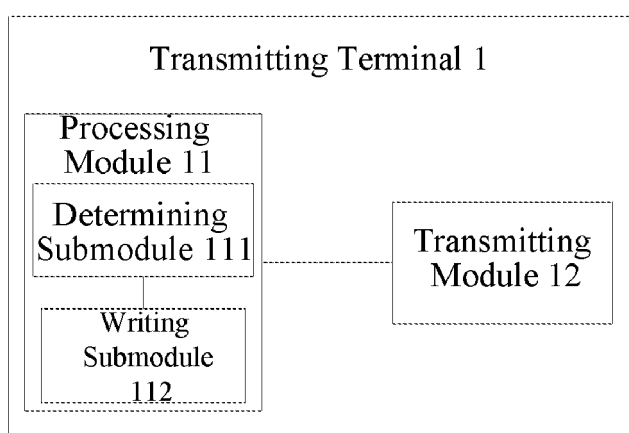 Transmitting Terminal 1
Processing
Module 11
Determining
Submodule 111
Writing
Submodule
112
Transmitting
Module 12